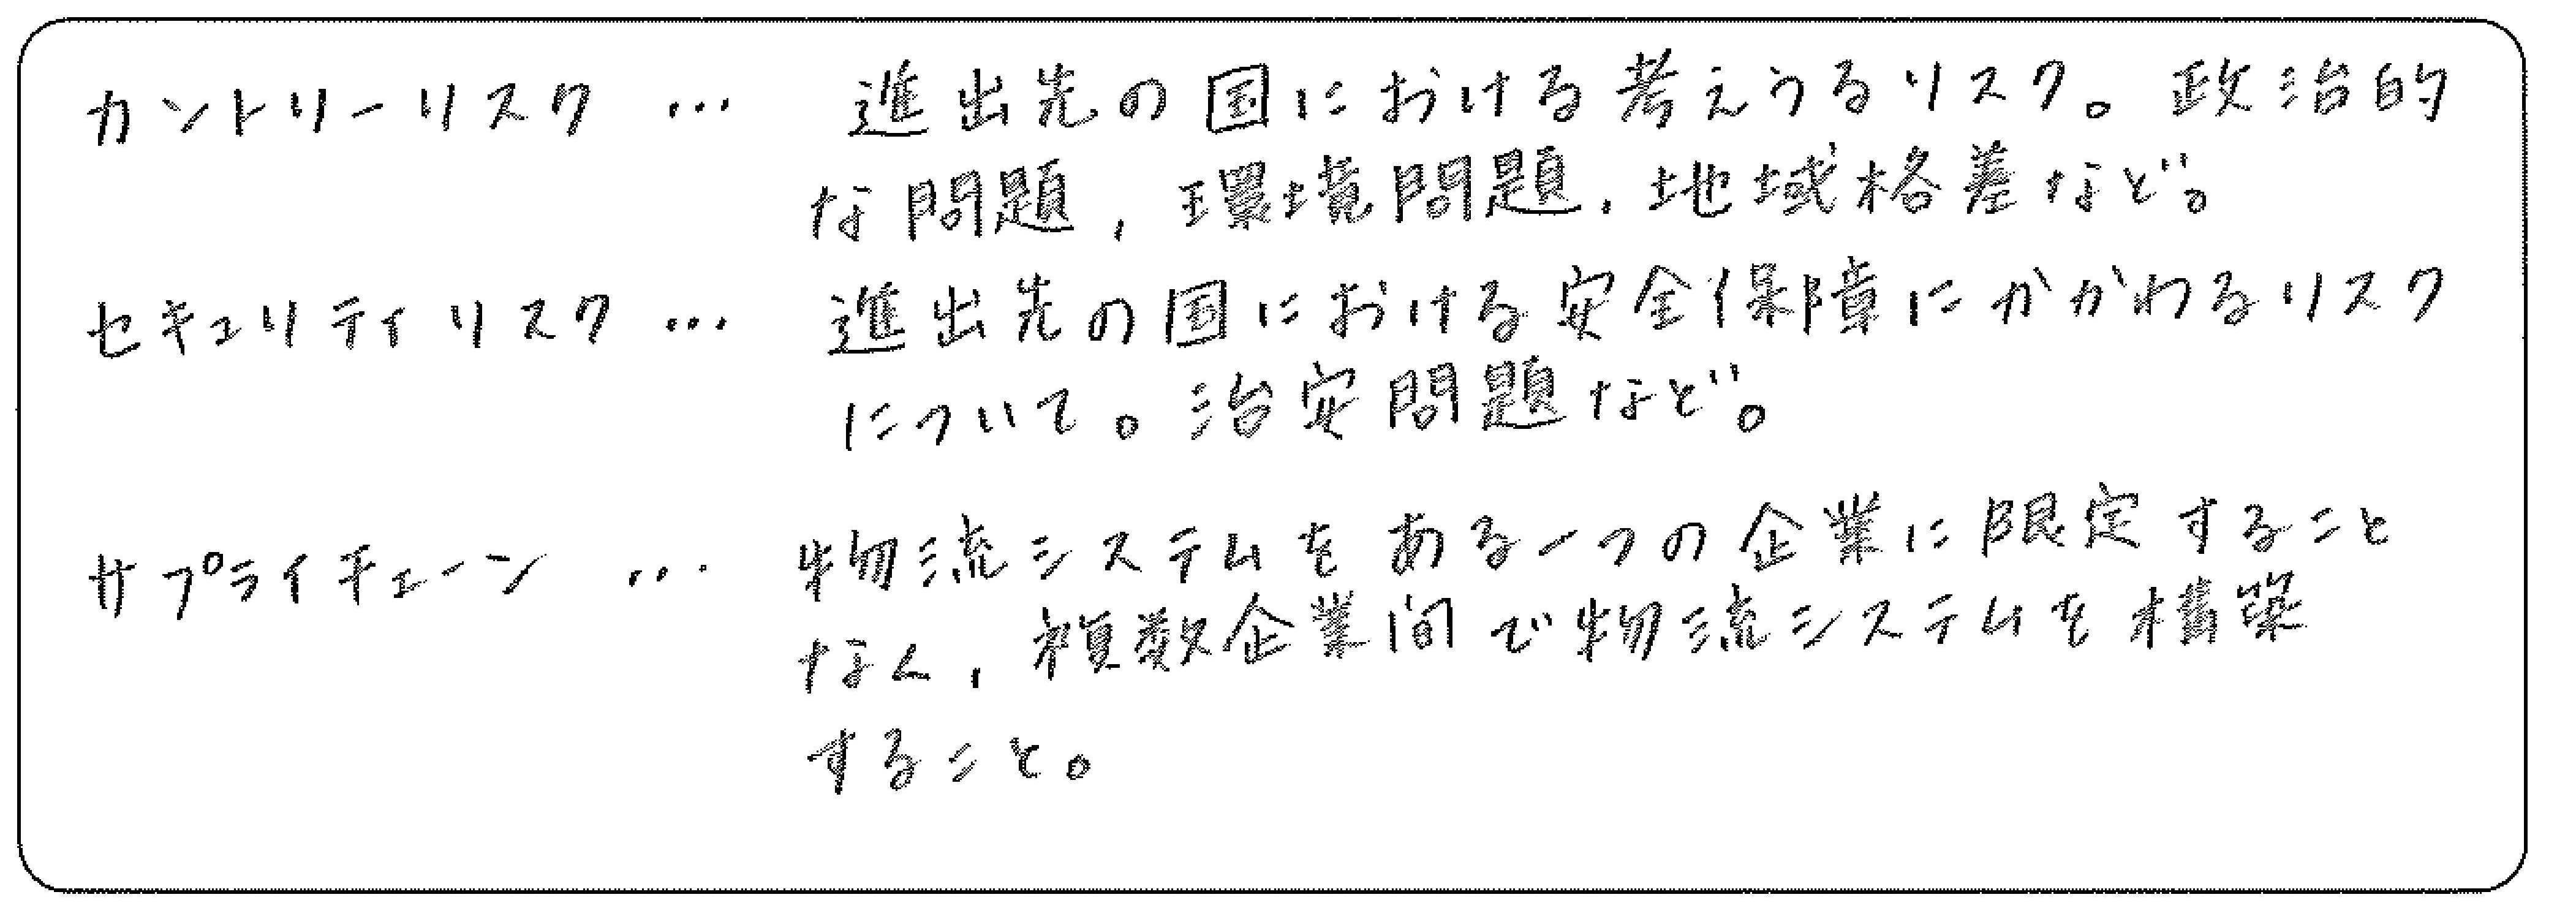 カントリーリスク … 進出先の国における考えうるリスク。政治的
な問題，環境問題，地域格差など。
セキュリティリスク … 進出先の国における安全保障にかかわるリスク
について。治安問題など。
サプライチェーン … 物流システムをある一つの企業に限定すること
なく，複数企業間で物流システムを構築
すること。